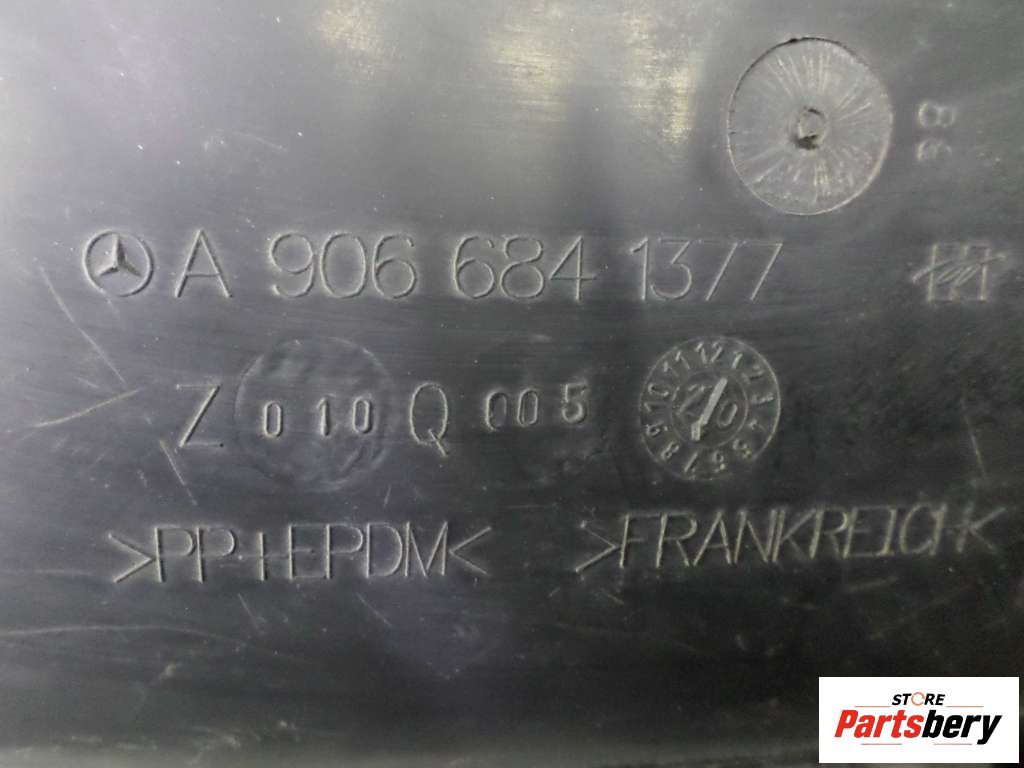 A 906 684 1377
Z 010 Q 005
>PP+EPDM<
>FRANKREICH<
STORE
Partsbery